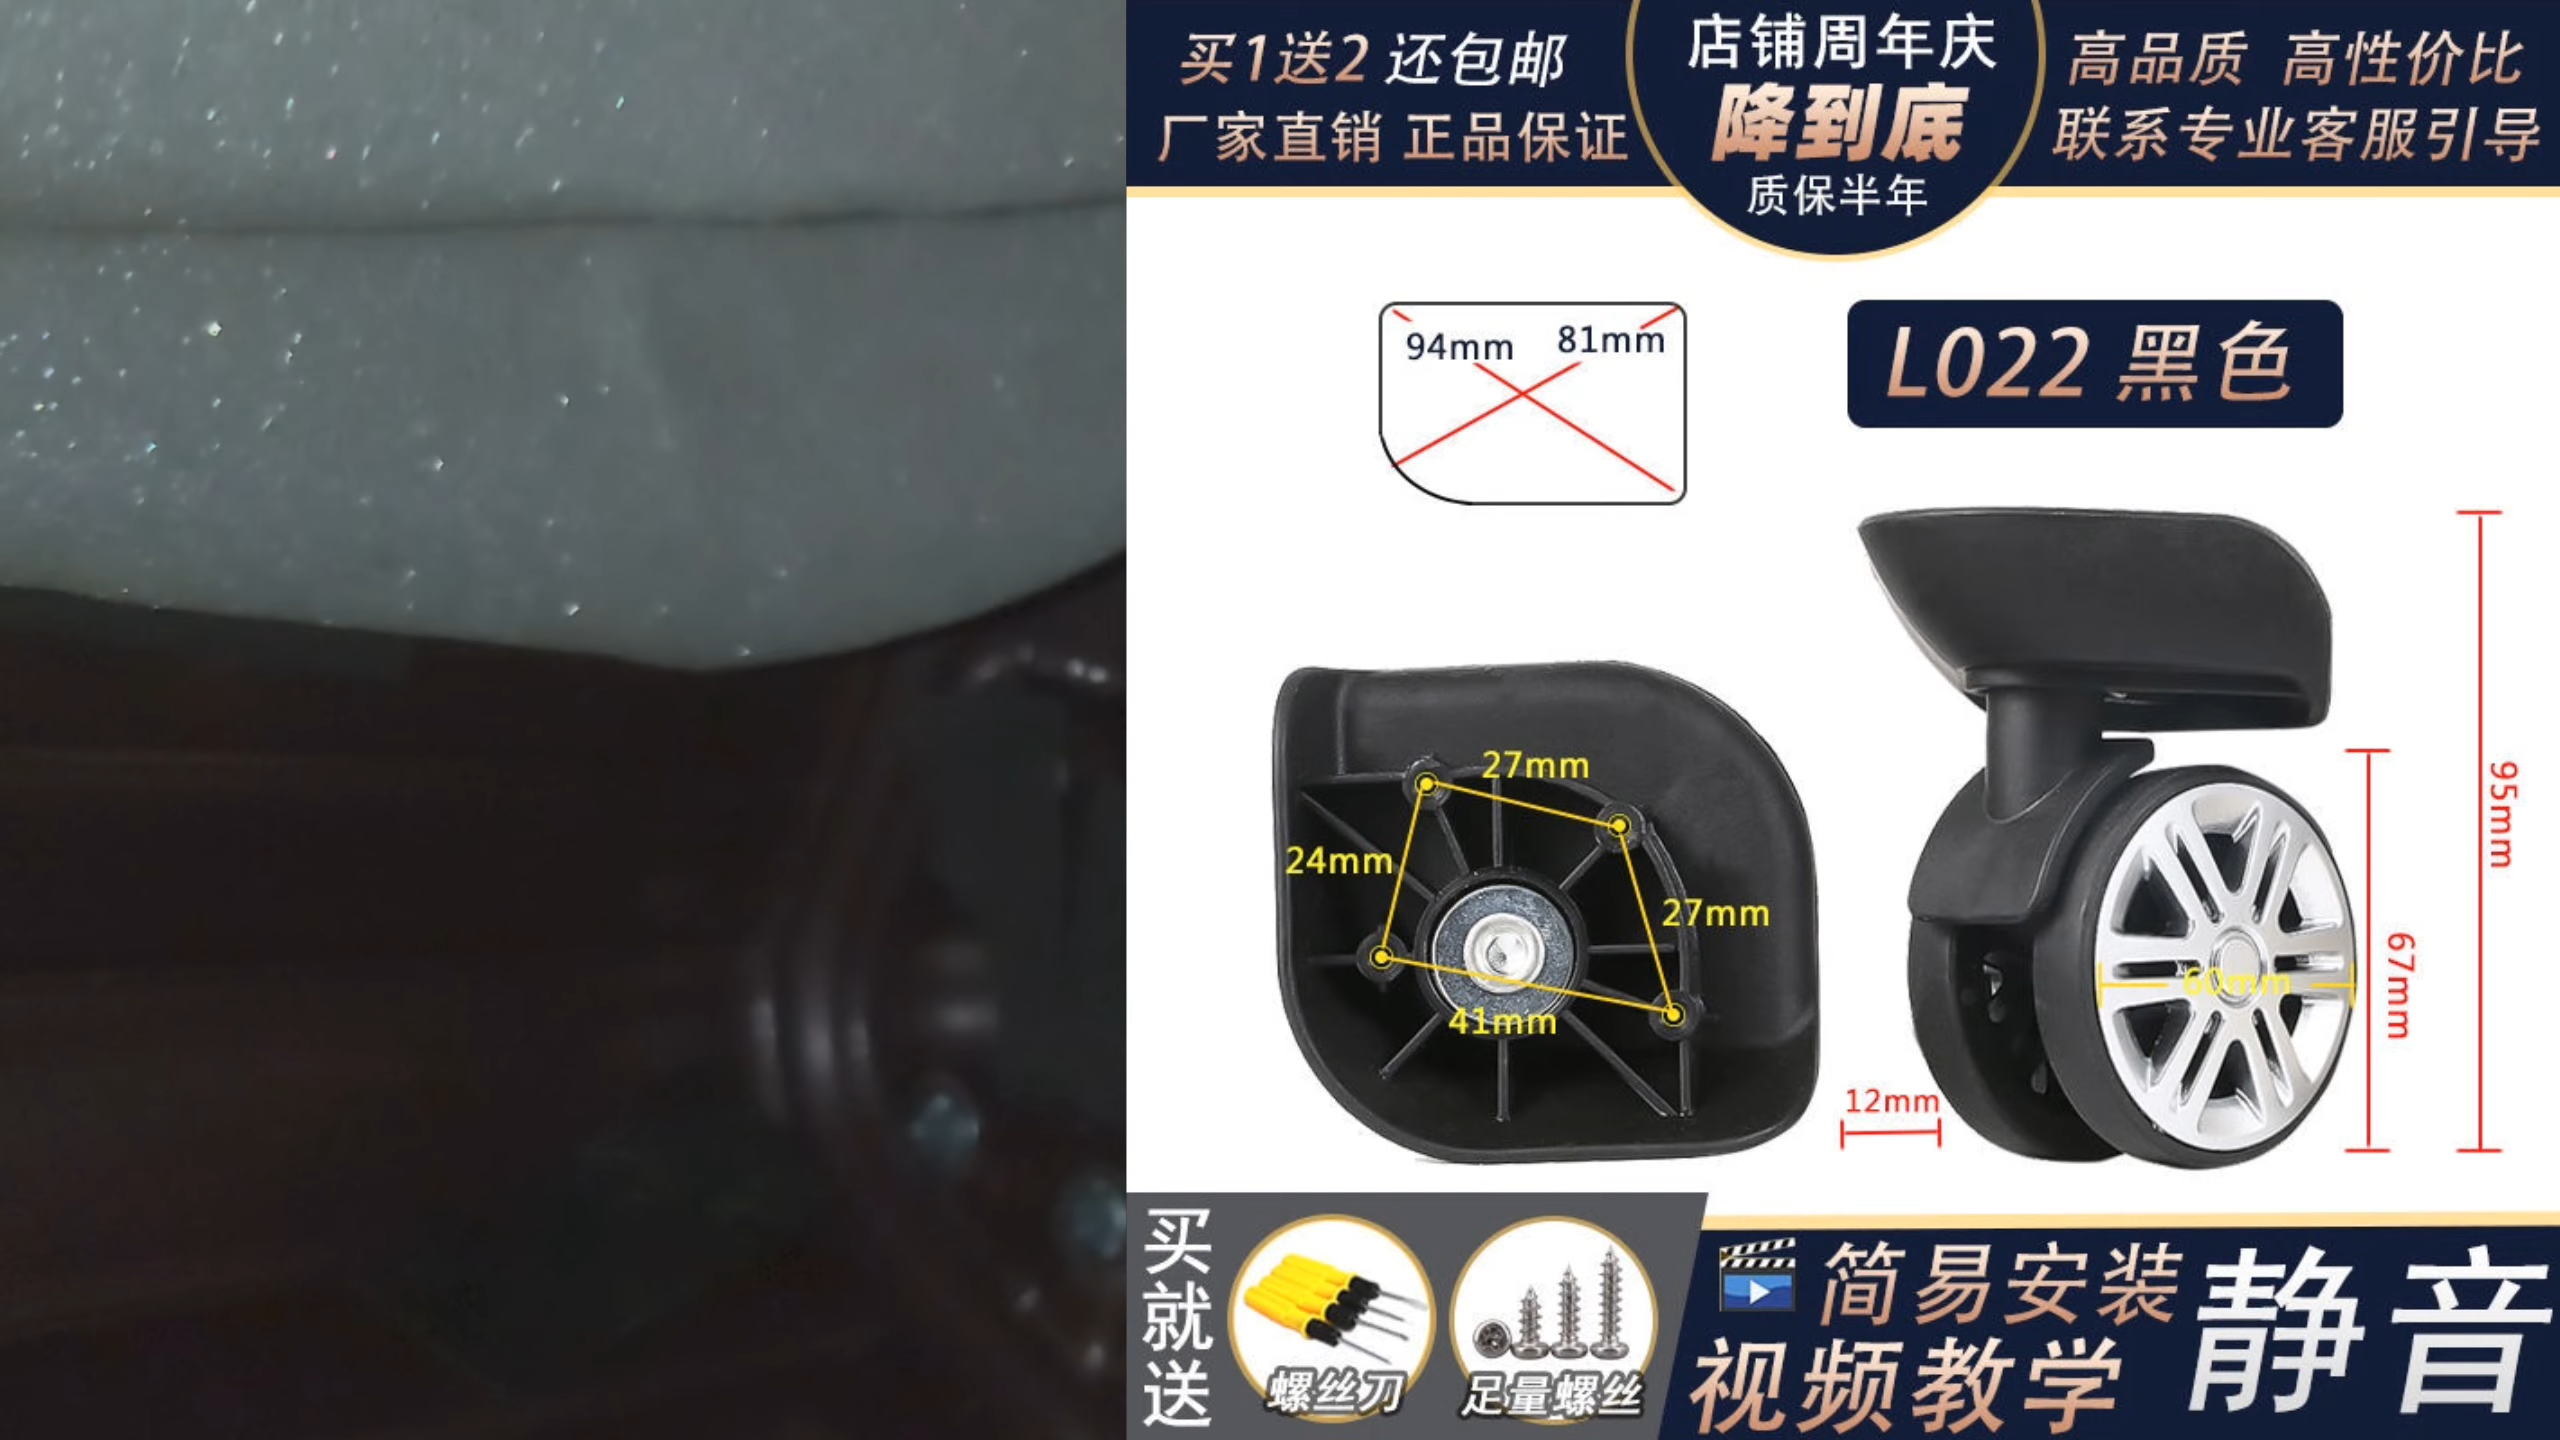 买1送2 还包邮
厂家直销 正品保证
店铺周年庆
降到底
质保半年
高品质 高性价比
联系专业客服引导
94mm 81mm
L022 黑色
27mm
24mm
27mm
41mm
95mm
67mm
60mm
12mm
买就送
螺丝刀
足量螺丝
简易安装
视频教学
静音